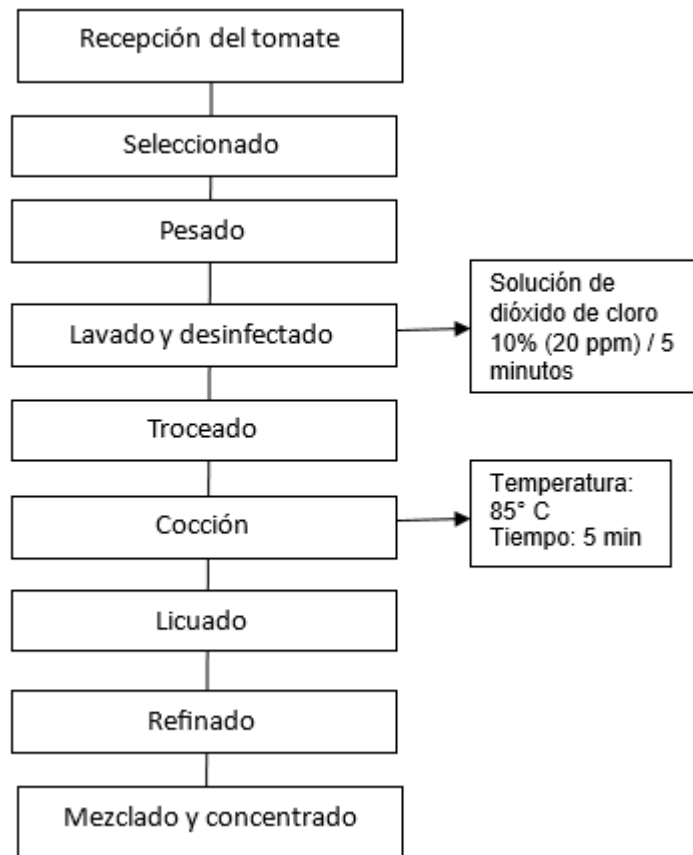 Recepción del tomate
Seleccionado
Pesado
Lavado y desinfectado
Solución de
dióxido de cloro
10% (20 ppm) / 5
minutos
Troceado
Cocción
Temperatura:
85° C
Tiempo: 5 min
Licuado
Refinado
Mezclado y concentrado